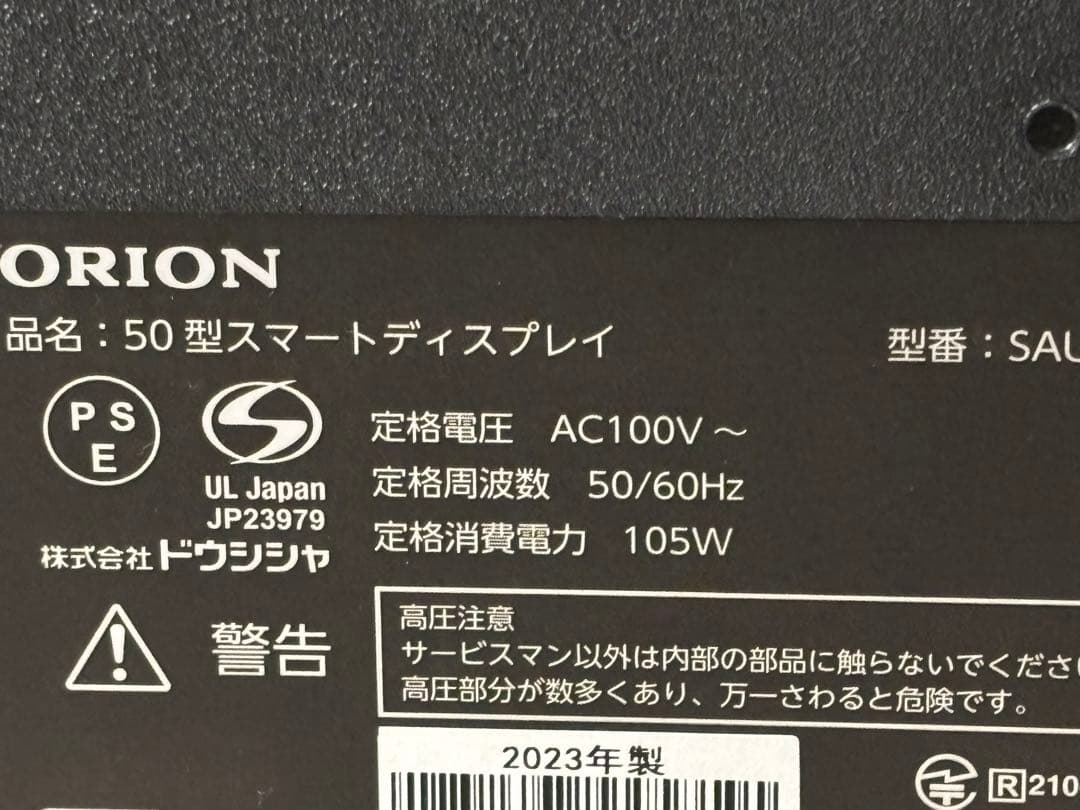 ORION
品名：50 型スマートディスプレイ
型番：SAU
PS
E
UL Japan
JP23979
株式会社ドウシシャ
定格電圧 AC100V～
定格周波数 50/60Hz
定格消費電力 105W
警告
高圧注意
サービスマン以外は内部の部品に触らないでくださ
高圧部分が数多くあり、万一さわると危険です。
2023年 製
R 210